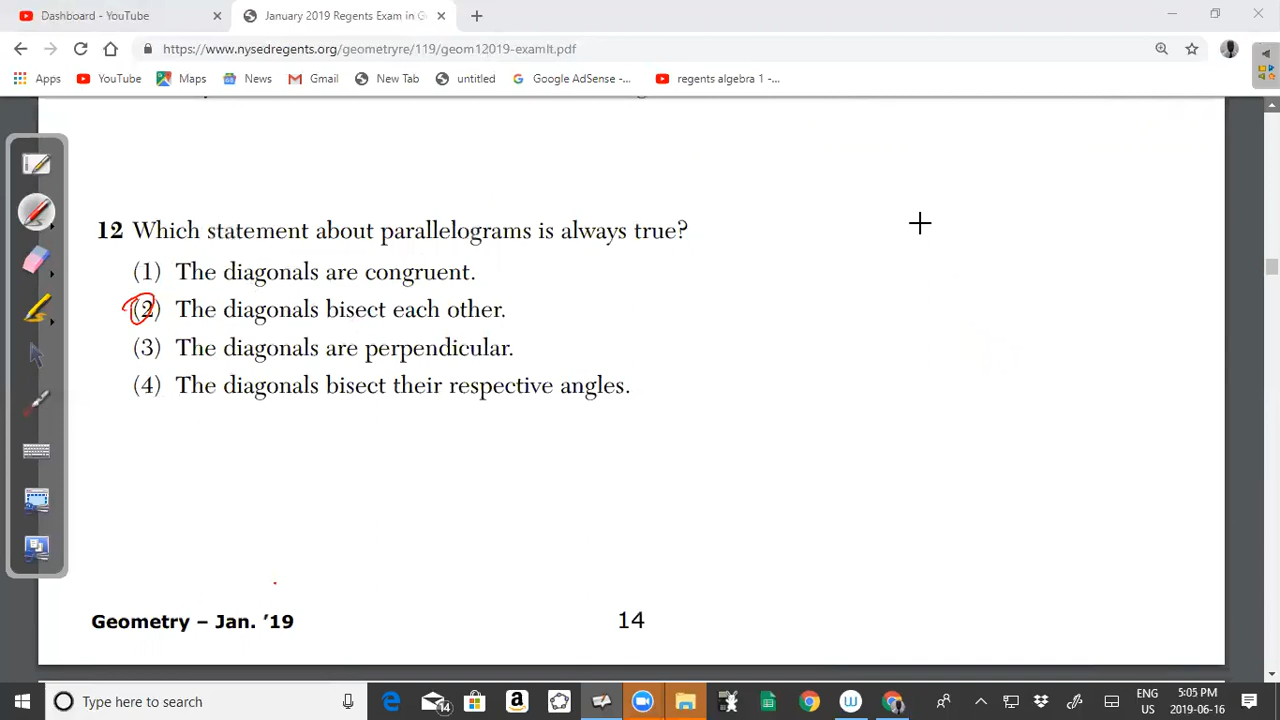 Dashboard - YouTube
January 2019 Regents Exam in G
https://www.nysedregents.org/geometryre/119/geom12019-examlt.pdf
Apps YouTube Maps News Gmail New Tab untitled Google AdSense -... regents algebra 1 -...
12 Which statement about parallelograms is always true?
(1) The diagonals are congruent.
(2) The diagonals bisect each other.
(3) The diagonals are perpendicular.
(4) The diagonals bisect their respective angles.
Geometry – Jan. ’19
14
Type here to search
14
ENG
US
5:05 PM
2019-06-16